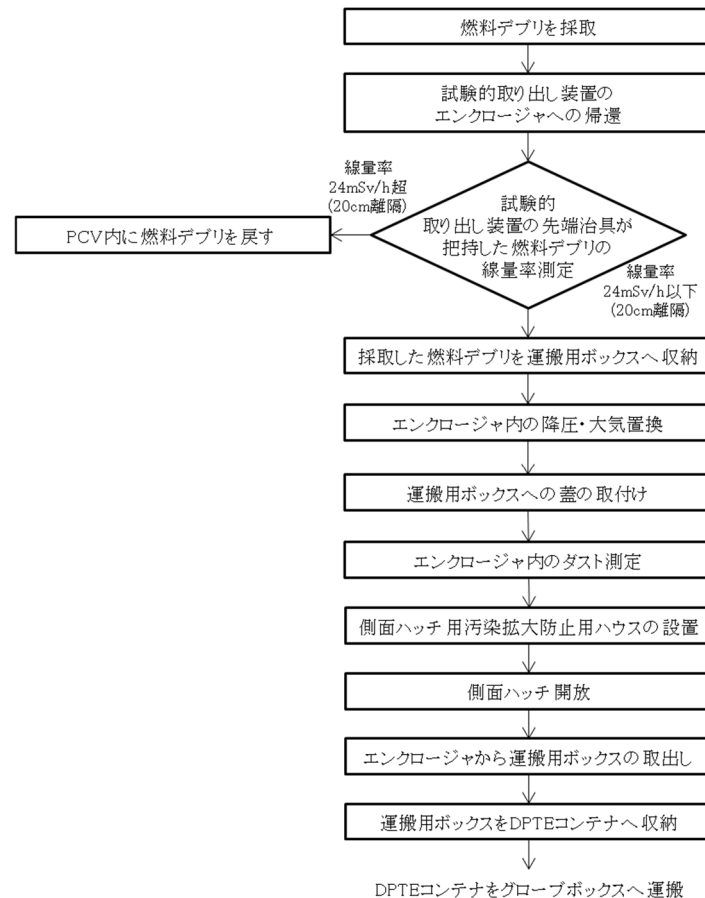 燃料デブリを採取
試験的取り出し装置の
エンクロージャへの帰還
線量率
24mSv/h超
(20cm離隔)
試験的
取り出し装置の先端治具が
把持した燃料デブリの
線量率測定
PCV内に燃料デブリを戻す
線量率
24mSv/h以下
(20cm離隔)
採取した燃料デブリを運搬用ボックスへ収納
エンクロージャ内の降圧・大気置換
運搬用ボックスへの蓋の取付け
エンクロージャ内のダスト測定
側面ハッチ用汚染拡大防止用ハウスの設置
側面ハッチ開放
エンクロージャから運搬用ボックスの取出し
運搬用ボックスをDPTEコンテナへ収納
DPTEコンテナをグローブボックスへ運搬